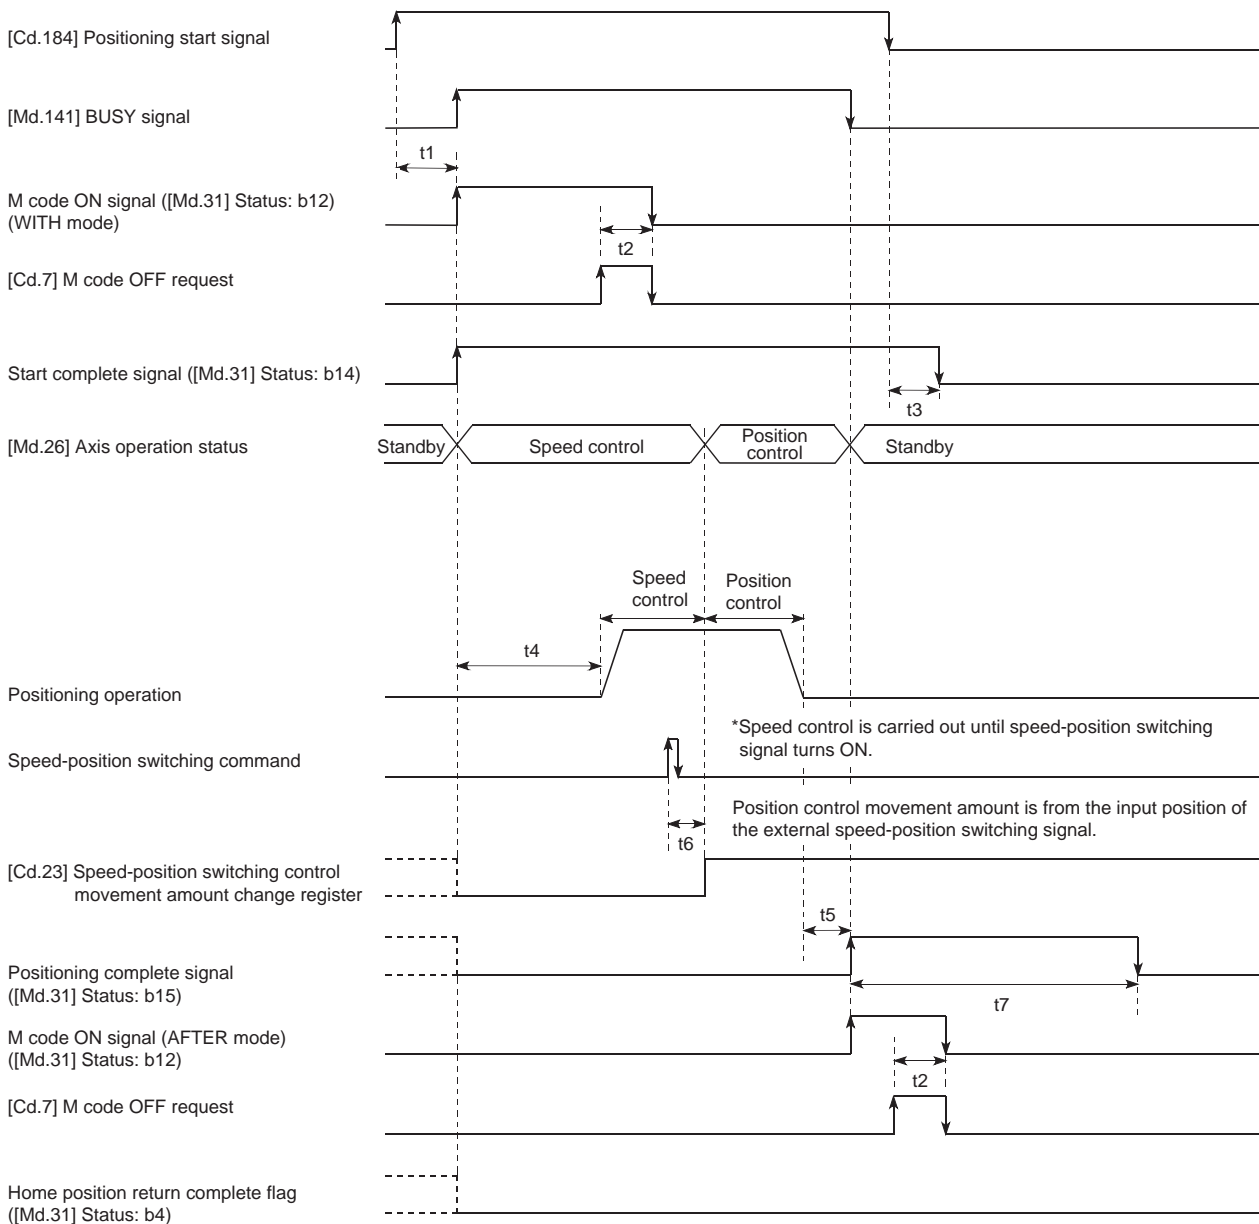 [Cd.184] Positioning start signal
[Md.141] BUSY signal
t1
M code ON signal ([Md.31] Status: b12)
(WITH mode)
t2
[Cd.7] M code OFF request
Start complete signal ([Md.31] Status: b14)
t3
[Md.26] Axis operation status
Standby
Speed control
Position
control
Standby
Speed
control
Position
control
t4
Positioning operation
*Speed control is carried out until speed-position switching
signal turns ON.
Speed-position switching command
Position control movement amount is from the input position of
the external speed-position switching signal.
t6
[Cd.23] Speed-position switching control
movement amount change register
t5
Positioning complete signal
([Md.31] Status: b15)
t7
M code ON signal (AFTER mode)
([Md.31] Status: b12)
t2
[Cd.7] M code OFF request
Home position return complete flag
([Md.31] Status: b4)